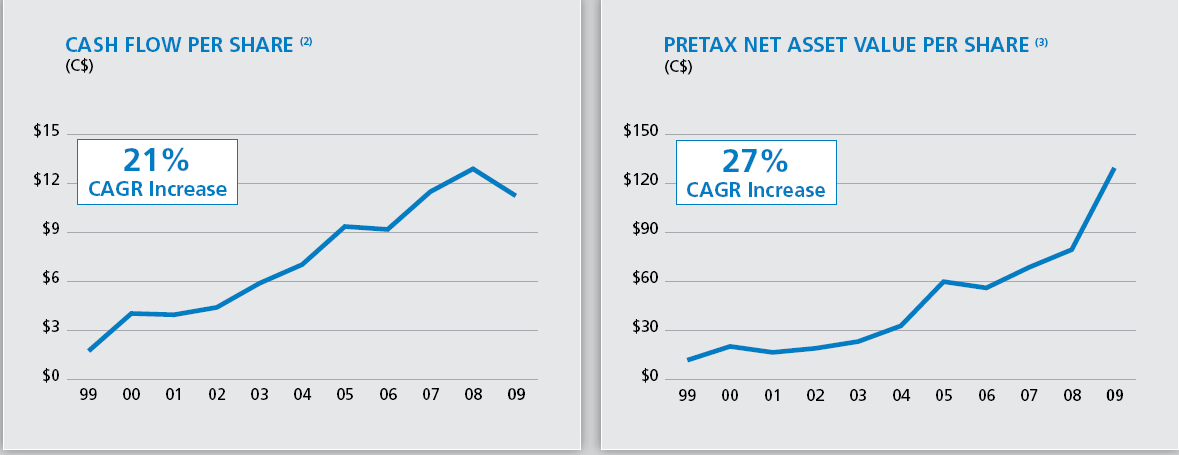 CASH FLOW PER SHARE (2)
(C$)
$15
21%
CAGR Increase
$12
$9
$6
$3
$0
99 00 01 02 03 04 05 06 07 08 09
PRETAX NET ASSET VALUE PER SHARE (3)
(C$)
$150
27%
CAGR Increase
$120
$90
$60
$30
$0
99 00 01 02 03 04 05 06 07 08 09